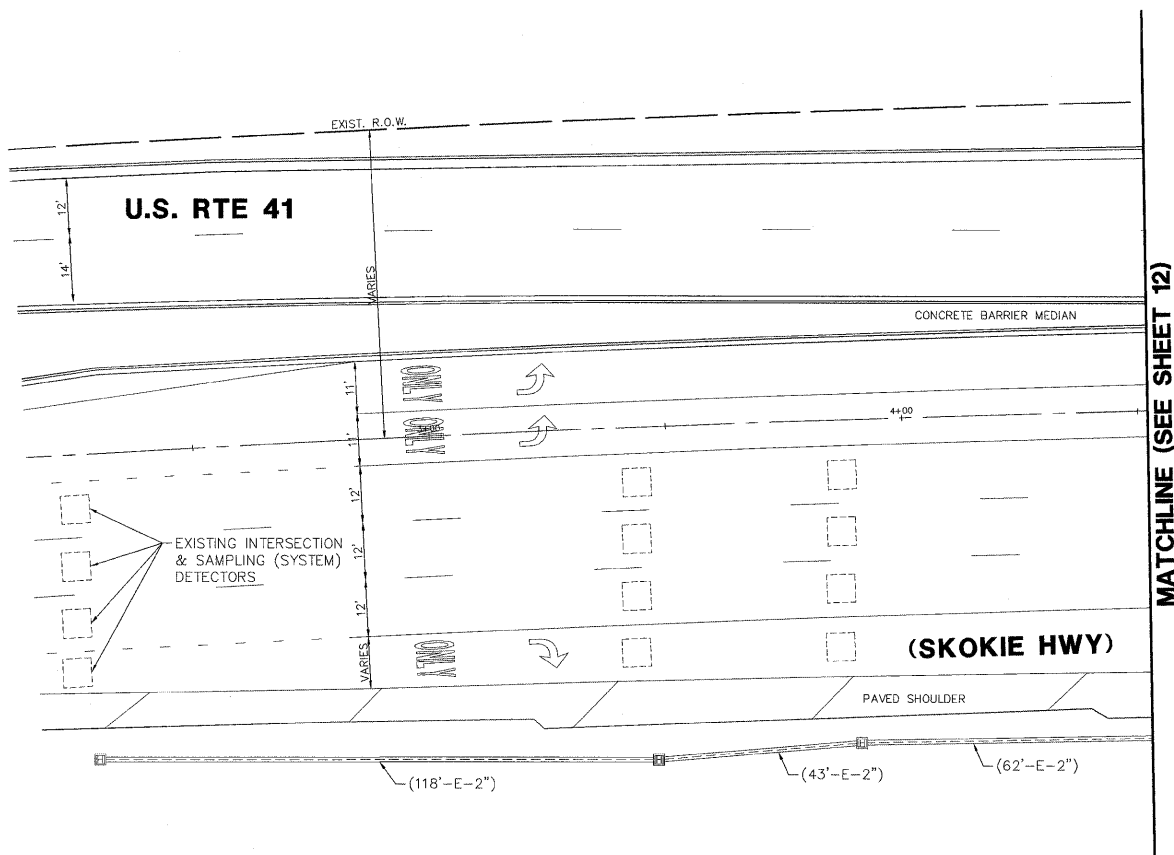 EXIST. R.O.W.
12'
U.S. RTE 41
14'
VARIES
CONCRETE BARRIER MEDIAN
MATCHLINE (SEE SHEET 12)
11'
ONLY
ONLY
11'
4+00
12'
12'
12'
EXISTING INTERSECTION
& SAMPLING (SYSTEM)
DETECTORS
VARIES
ONLY
(SKOKIE HWY)
PAVED SHOULDER
(118'-E-2")
(43'-E-2")
(62'-E-2")